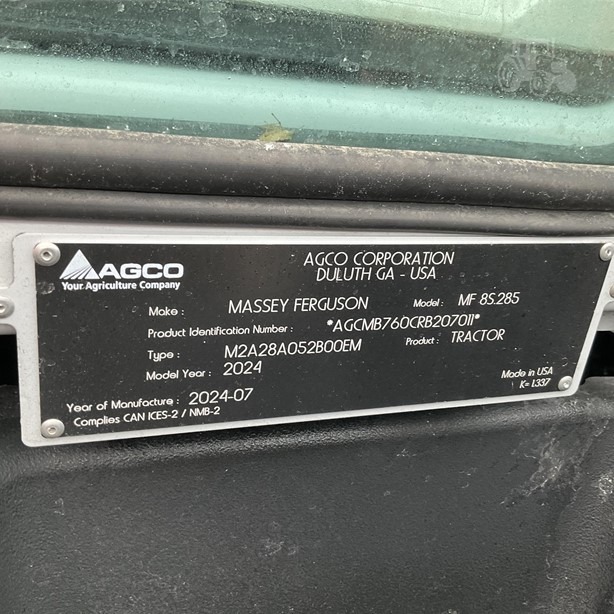 AGCO
Your Agriculture Company
AGCO CORPORATION
DULUTH GA - USA
Make: MASSEY FERGUSON Model: MF 8S.285
Product Identification Number: *AGCMB760CRB207011*
Type: M2A28A052B00EM Product: TRACTOR
Model Year: 2024
Made in USA
Year of Manufacture: 2024-07 K= 1.337
Complies CAN ICES-2 / NMB-2